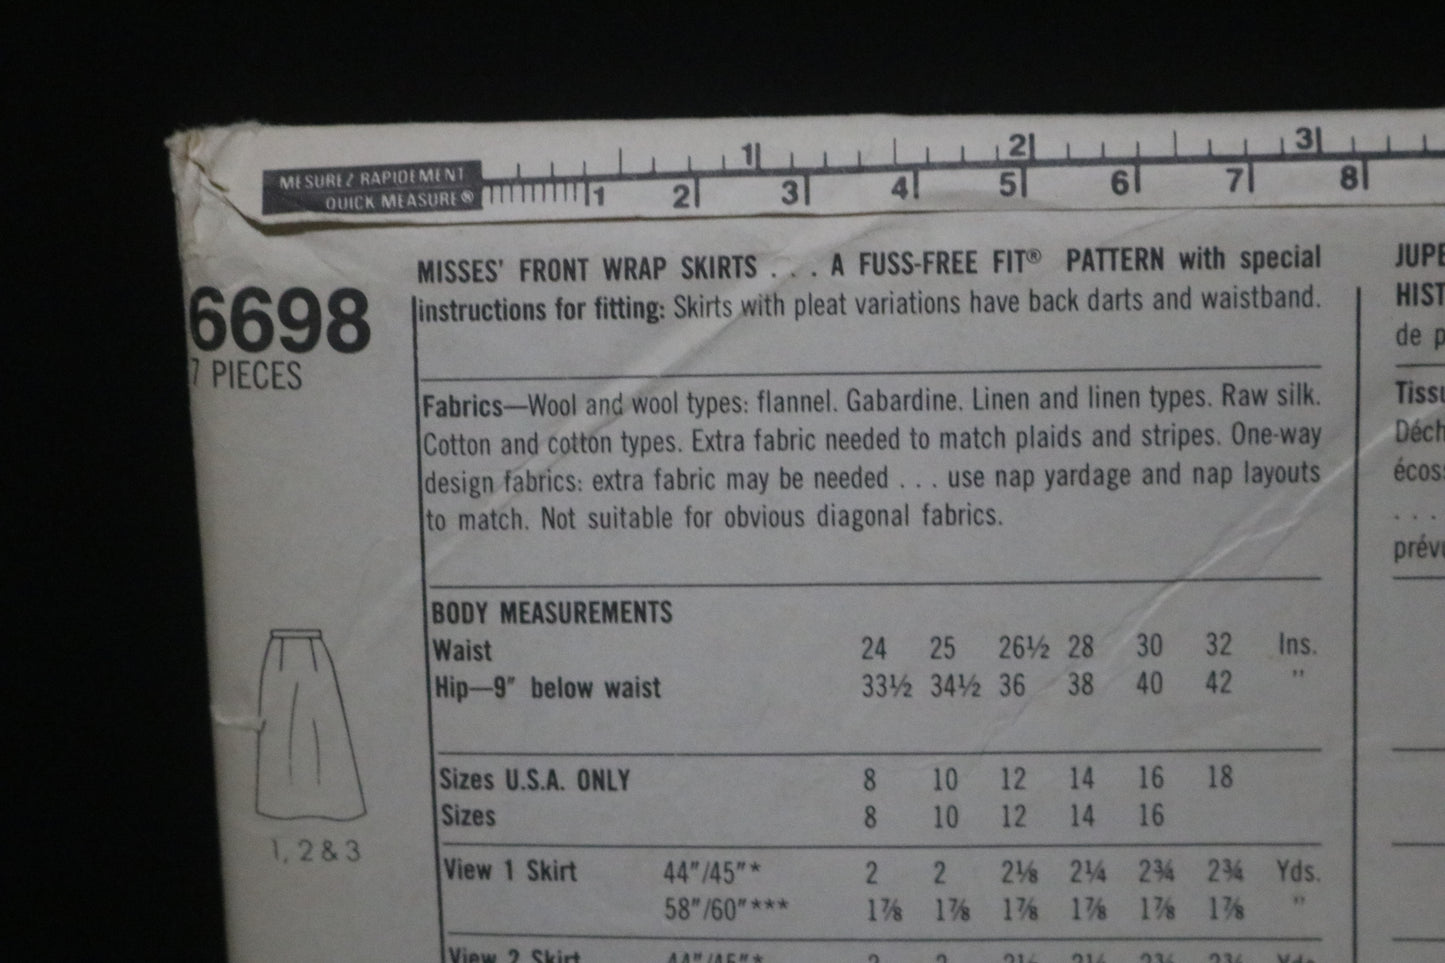 MESUREZ RAPIDEMENT
QUICK MEASURE®
1 2 3
1 2 3 4 5 6 7 8
6698
7 PIECES
MISSES' FRONT WRAP SKIRTS . . . A FUSS-FREE FIT® PATTERN with special
instructions for fitting: Skirts with pleat variations have back darts and waistband.
Fabrics—Wool and wool types: flannel. Gabardine. Linen and linen types. Raw silk.
Cotton and cotton types. Extra fabric needed to match plaids and stripes. One-way
design fabrics: extra fabric may be needed . . . use nap yardage and nap layouts
to match. Not suitable for obvious diagonal fabrics.
BODY MEASUREMENTS
Waist 24 25 26½ 28 30 32 Ins.
Hip—9" below waist 33½ 34½ 36 38 40 42 "
Sizes U.S.A. ONLY 8 10 12 14 16 18
Sizes 8 10 12 14 16
View 1 Skirt 44"/45"* 2 2 2⅛ 2¼ 2¾ 2¾ Yds.
58"/60"*** 1⅞ 1⅞ 1⅞ 1⅞ 1⅞ 1⅞ "
View 2 Skirt 44"/45"*
1, 2 & 3
JUPE
HIST
de p
Tissu
Déch
écos
. . .
prévu